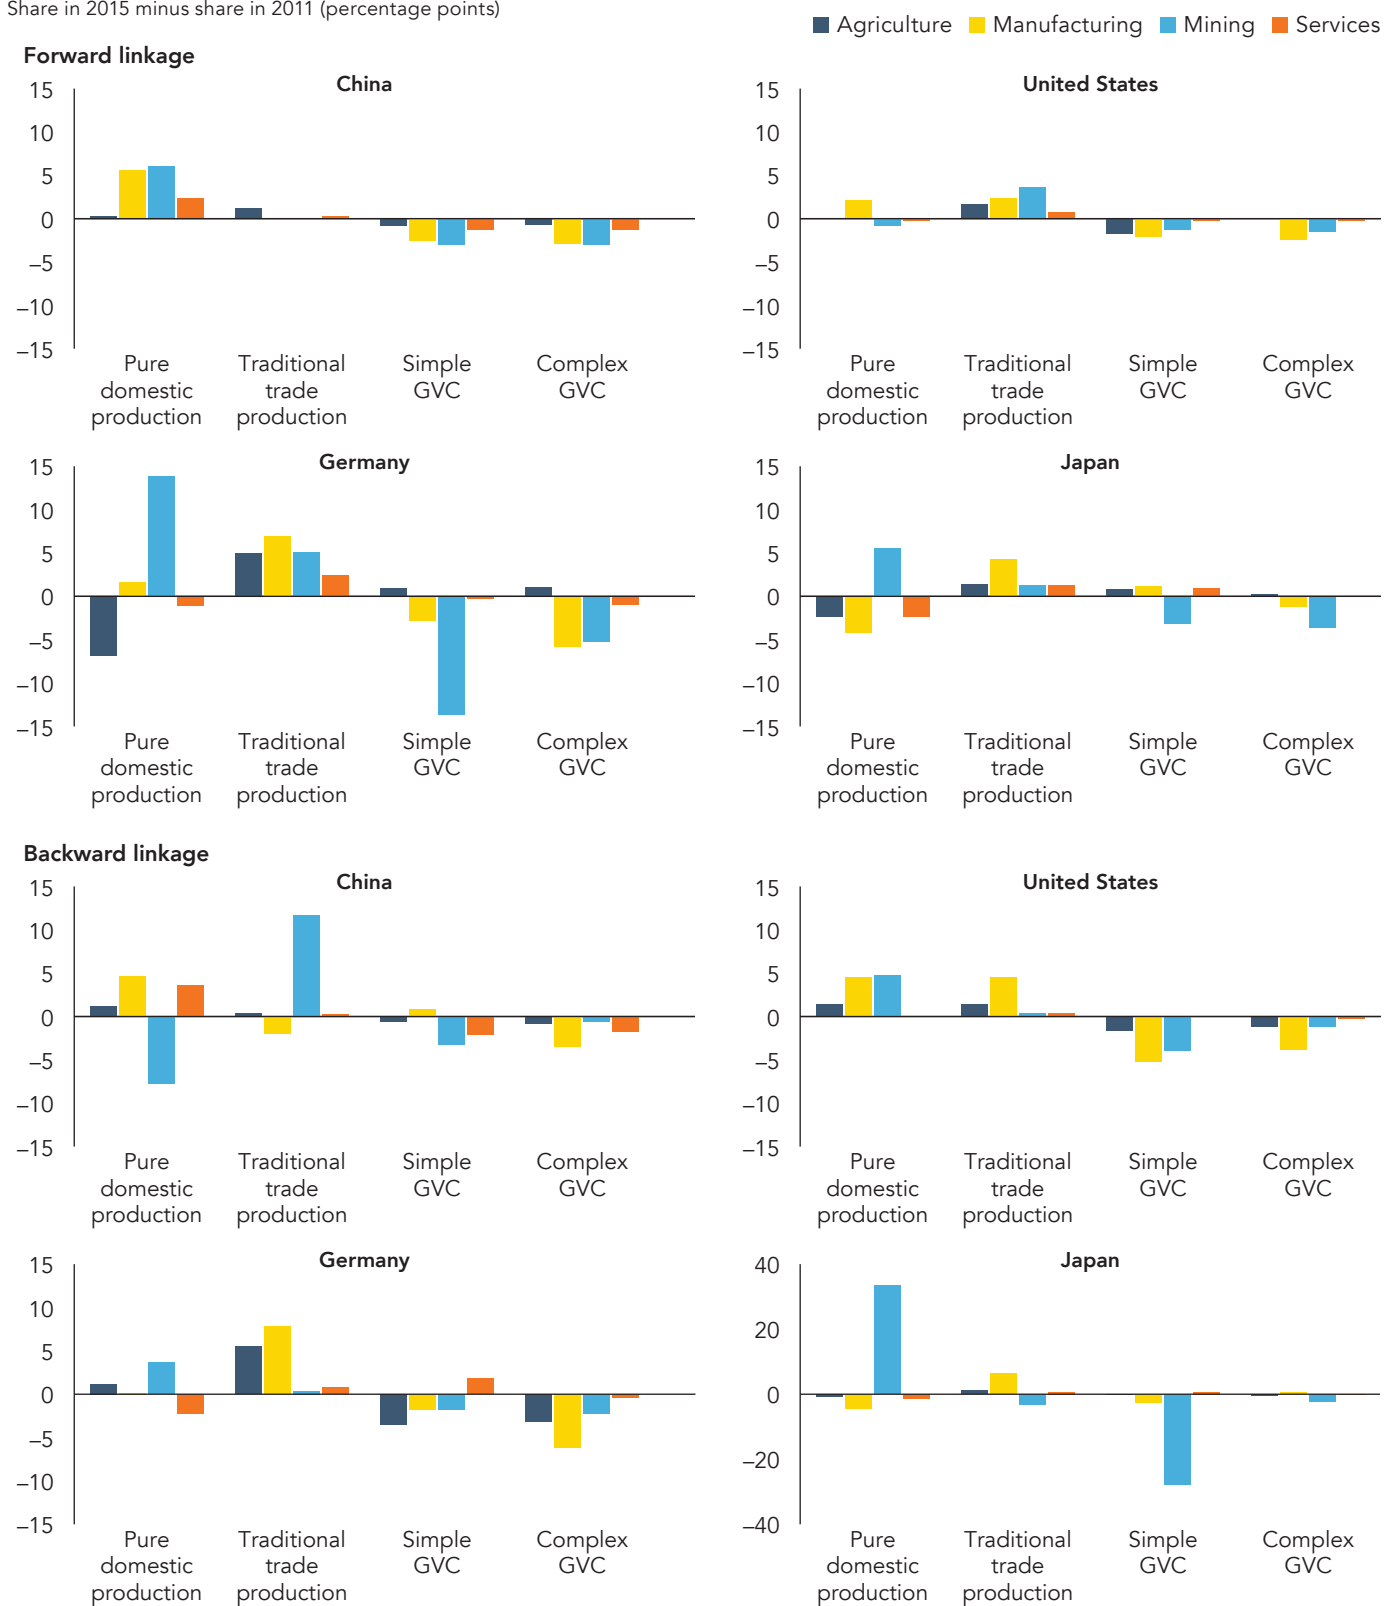 Share in 2015 minus share in 2011 (percentage points)
Agriculture Manufacturing Mining Services
Forward linkage
China
15
10
5
0
–5
–10
–15
Pure
domestic
production
Traditional
trade
production
Simple
GVC
Complex
GVC
United States
15
10
5
0
–5
–10
–15
Pure
domestic
production
Traditional
trade
production
Simple
GVC
Complex
GVC
Germany
15
10
5
0
–5
–10
–15
Pure
domestic
production
Traditional
trade
production
Simple
GVC
Complex
GVC
Japan
15
10
5
0
–5
–10
–15
Pure
domestic
production
Traditional
trade
production
Simple
GVC
Complex
GVC
Backward linkage
China
15
10
5
0
–5
–10
–15
Pure
domestic
production
Traditional
trade
production
Simple
GVC
Complex
GVC
United States
15
10
5
0
–5
–10
–15
Pure
domestic
production
Traditional
trade
production
Simple
GVC
Complex
GVC
Germany
15
10
5
0
–5
–10
–15
Pure
domestic
production
Traditional
trade
production
Simple
GVC
Complex
GVC
Japan
40
20
0
–20
–40
Pure
domestic
production
Traditional
trade
production
Simple
GVC
Complex
GVC